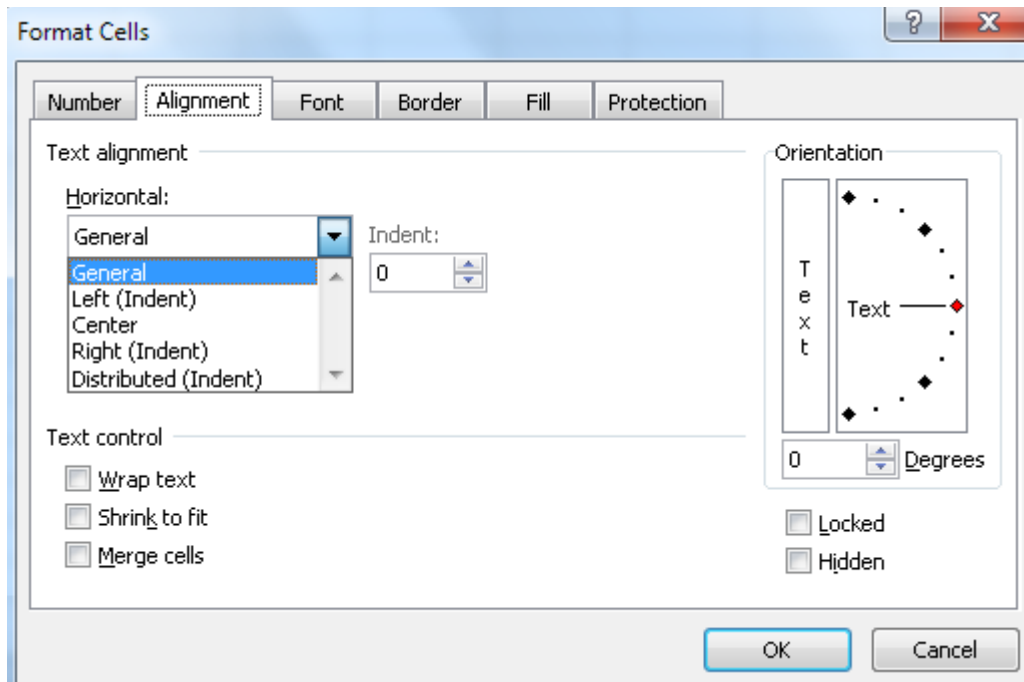 Format Cells
Number Alignment Font Border Fill Protection
Text alignment
Horizontal:
General
Indent:
0
General
Left (Indent)
Center
Right (Indent)
Distributed (Indent)
Text control
Wrap text
Shrink to fit
Merge cells
Orientation
T
e
x
t
Text
0 Degrees
Locked
Hidden
OK Cancel